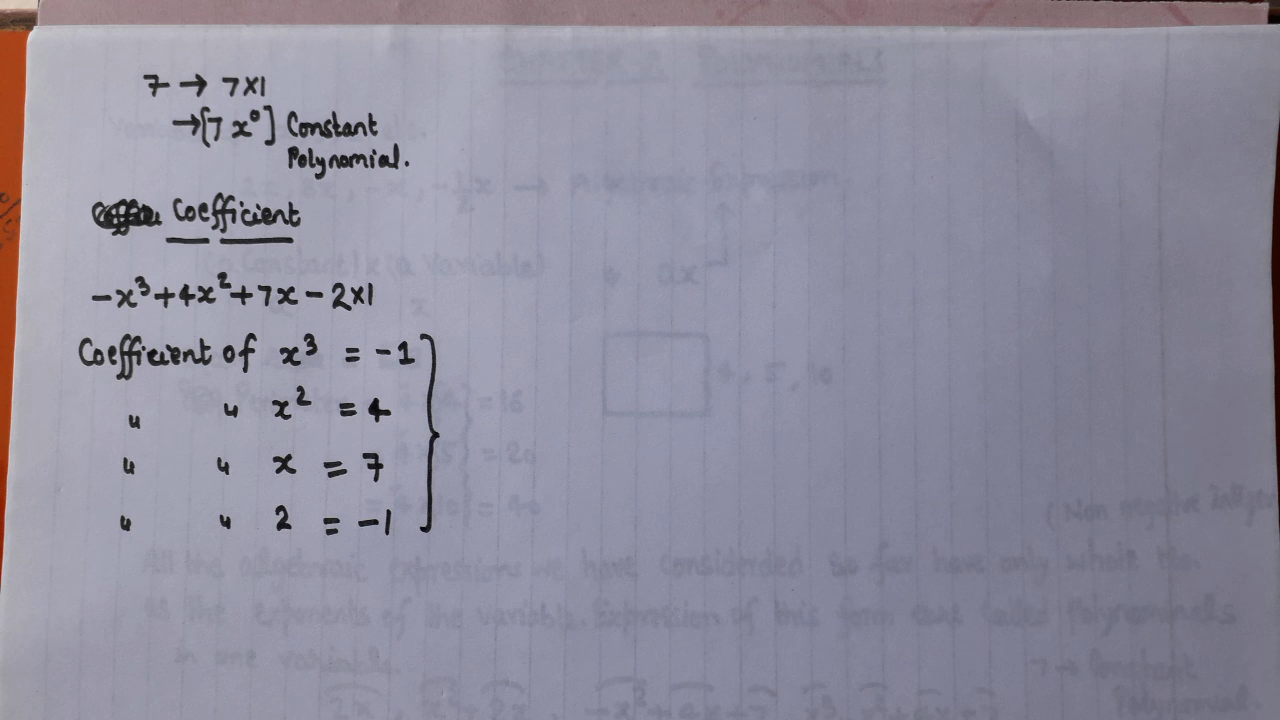 7 → 7×1
→[7x⁰] Constant
Polynomial.
Coefficient
-x³+4x²+7x-2×1
Coefficient of x³ = -1
" " x² = 4
" " x = 7
" " 2 = -1